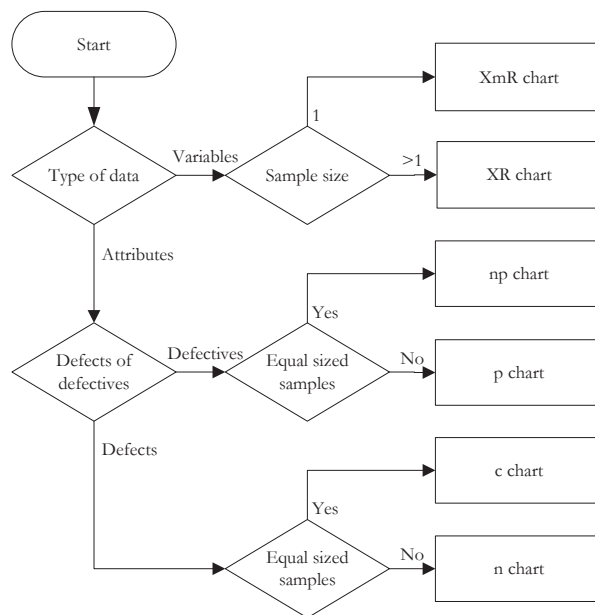 Start
XmR chart
1
Variables
>1
Type of data
Sample size
XR chart
Attributes
np chart
Yes
Defectives
No
Defects of
defectives
Equal sized
samples
p chart
Defects
c chart
Yes
No
Equal sized
samples
n chart